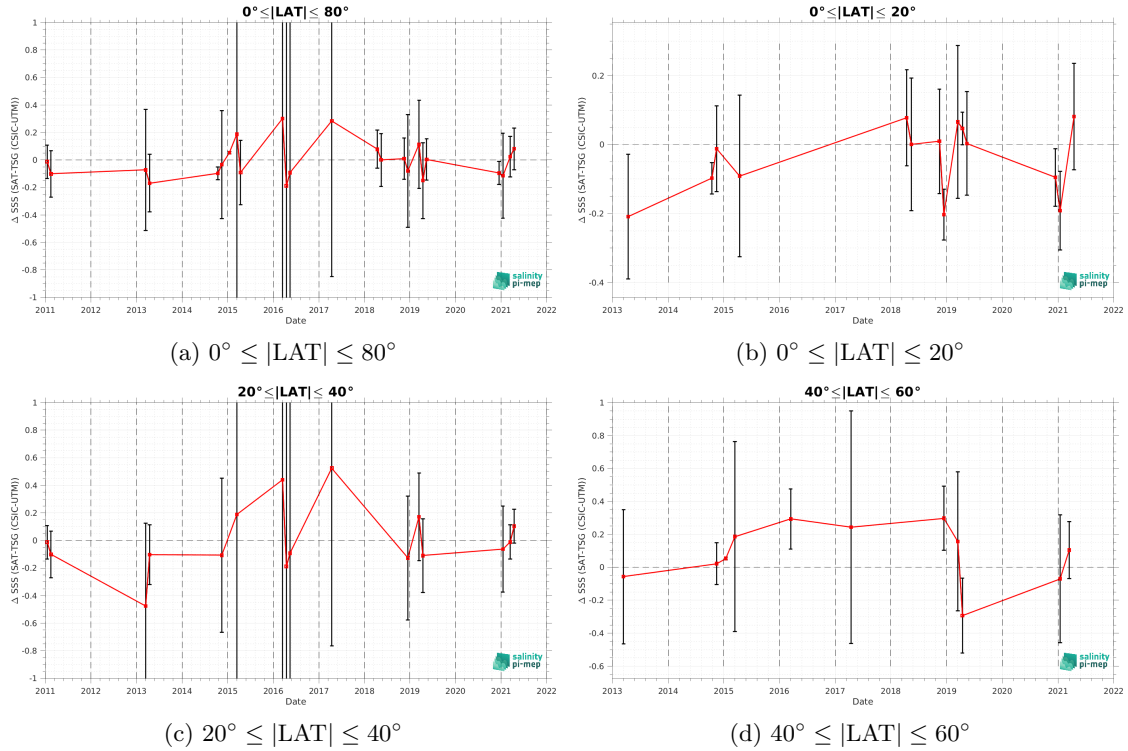 0°≤|LAT|≤ 80°
Δ SSS (SAT-TSG (CSIC-UTM))
1
0.8
0.6
0.4
0.2
0
-0.2
-0.4
-0.6
-0.8
-1
2011 2012 2013 2014 2015 2016 2017 2018 2019 2020 2021 2022
Date
salinity
pi-mep
(a) 0° ≤ |LAT| ≤ 80°
0°≤|LAT|≤ 20°
Δ SSS (SAT-TSG (CSIC-UTM))
0.2
0
-0.2
-0.4
2013 2014 2015 2016 2017 2018 2019 2020 2021 2022
Date
salinity
pi-mep
(b) 0° ≤ |LAT| ≤ 20°
20°≤|LAT|≤ 40°
Δ SSS (SAT-TSG (CSIC-UTM))
1
0.8
0.6
0.4
0.2
0
-0.2
-0.4
-0.6
-0.8
-1
2011 2012 2013 2014 2015 2016 2017 2018 2019 2020 2021 2022
Date
salinity
pi-mep
(c) 20° ≤ |LAT| ≤ 40°
40°≤|LAT|≤ 60°
Δ SSS (SAT-TSG (CSIC-UTM))
1
0.8
0.6
0.4
0.2
0
-0.2
-0.4
-0.6
2013 2014 2015 2016 2017 2018 2019 2020 2021 2022
Date
salinity
pi-mep
(d) 40° ≤ |LAT| ≤ 60°